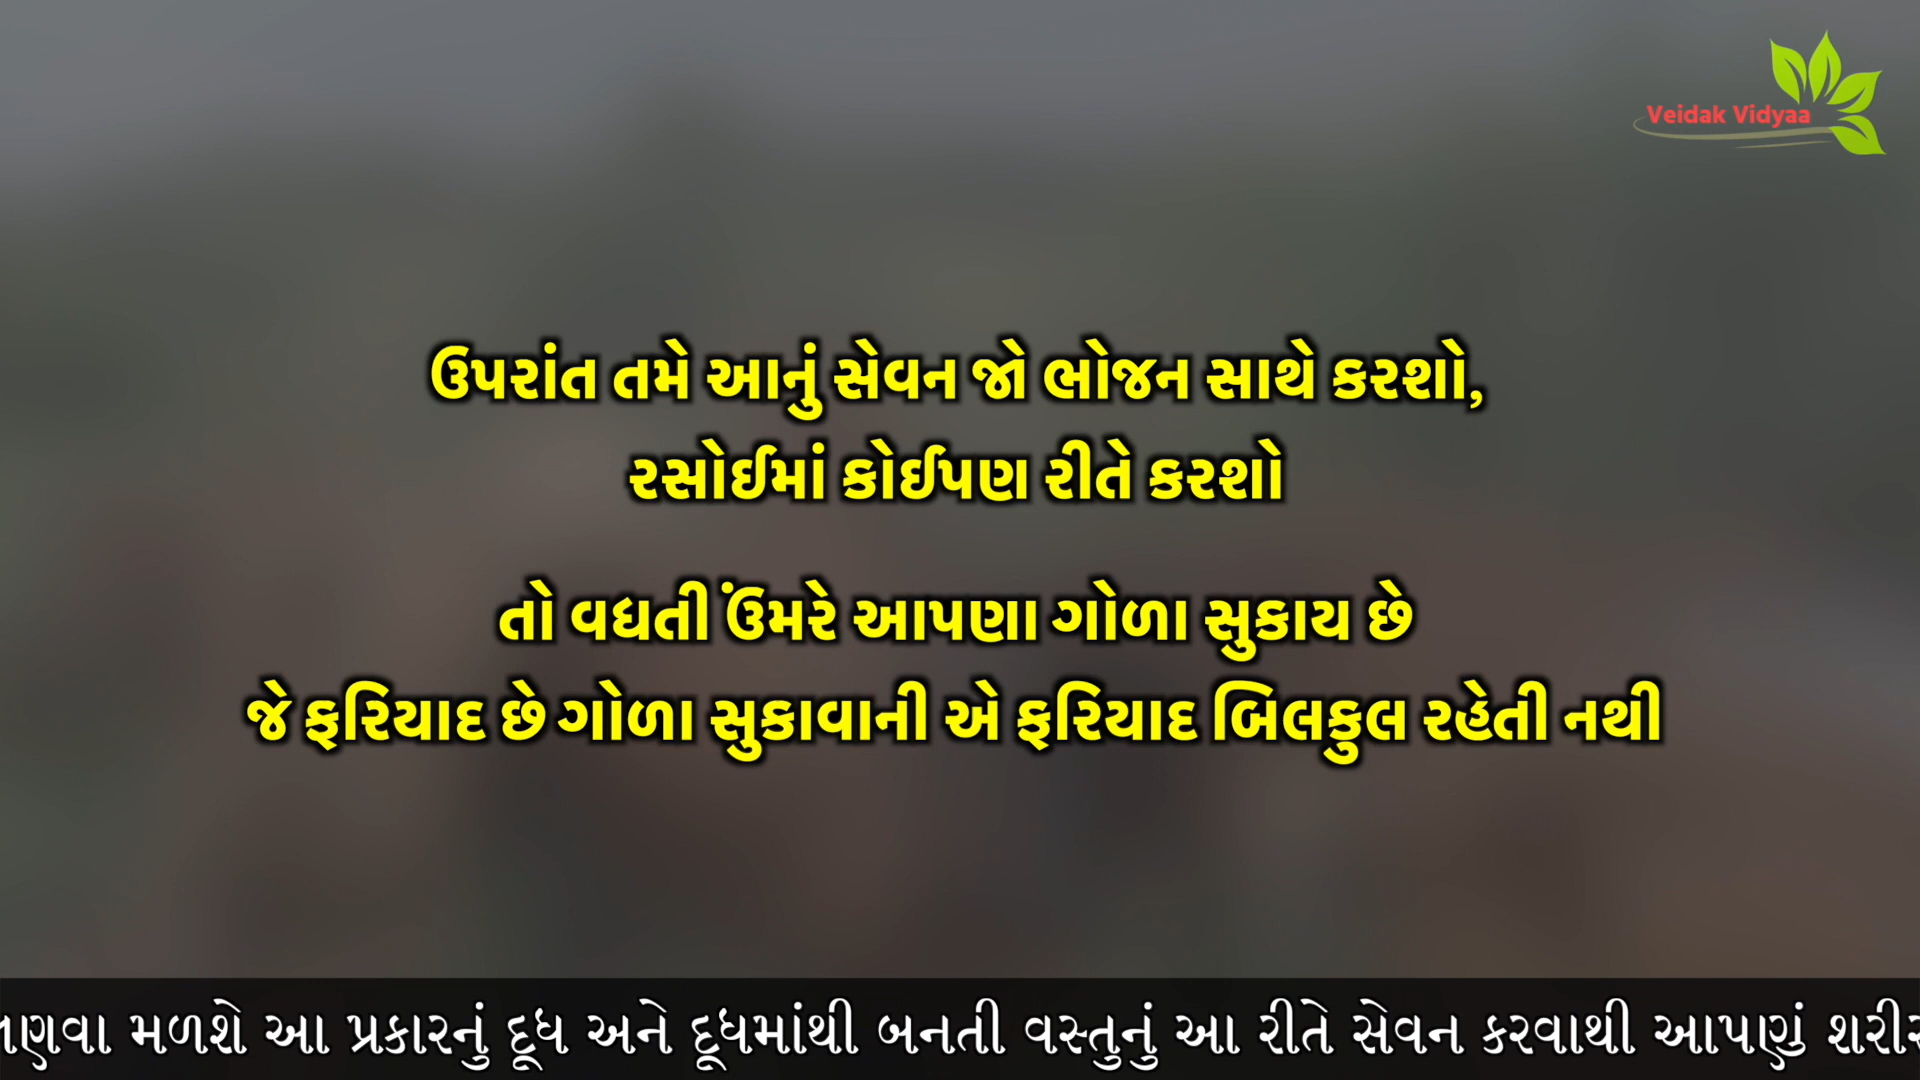 Veidak Vidyaa
ઉપરાંત તમે આનું સેવન જો ભોજન સાથે કરશો,
રસોઈમાં કોઈપણ રીતે કરશો
તો વધતી ઉંમરે આપણા ગોળા સુકાય છે
જે ફરિયાદ છે ગોળા સુકાવાની એ ફરિયાદ બિલકુલ રહેતી નથી
મળશે આ પ્રકારનું દૂધ અને દૂધમાંથી બનતી વસ્તુનું આ રીતે સેવન કરવાથી આપણું